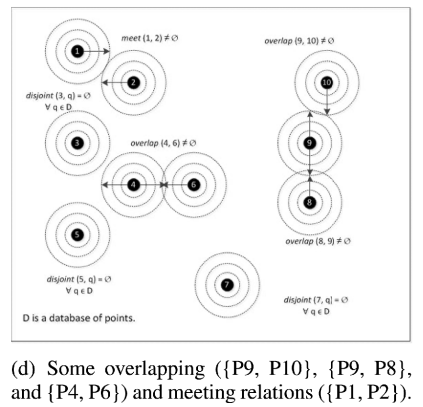 meet (1, 2) ≠ ∅
overlap (9, 10) ≠ ∅
1
2
10
disjoint (3, q) = ∅
∀ q ϵ D
3
overlap (4, 6) ≠ ∅
9
4
6
8
5
overlap (8, 9) ≠ ∅
disjoint (5, q) = ∅
∀ q ϵ D
7
disjoint (7, q) = ∅
∀ q ϵ D
D is a database of points.
(d) Some overlapping ({P9, P10}, {P9, P8},
and {P4, P6}) and meeting relations ({P1, P2}).